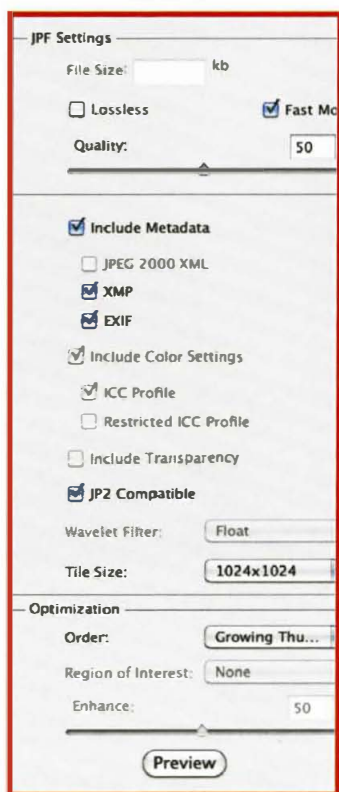 JPF Settings
File Size: kb
Lossless Fast Mo
Quality: 50
Include Metadata
JPEG 2000 XML
XMP
EXIF
Include Color Settings
ICC Profile
Restricted ICC Profile
Include Transparency
JP2 Compatible
Wavelet Filter: Float
Tile Size: 1024x1024
Optimization
Order: Growing Thu...
Region of Interest: None
Enhance: 50
Preview